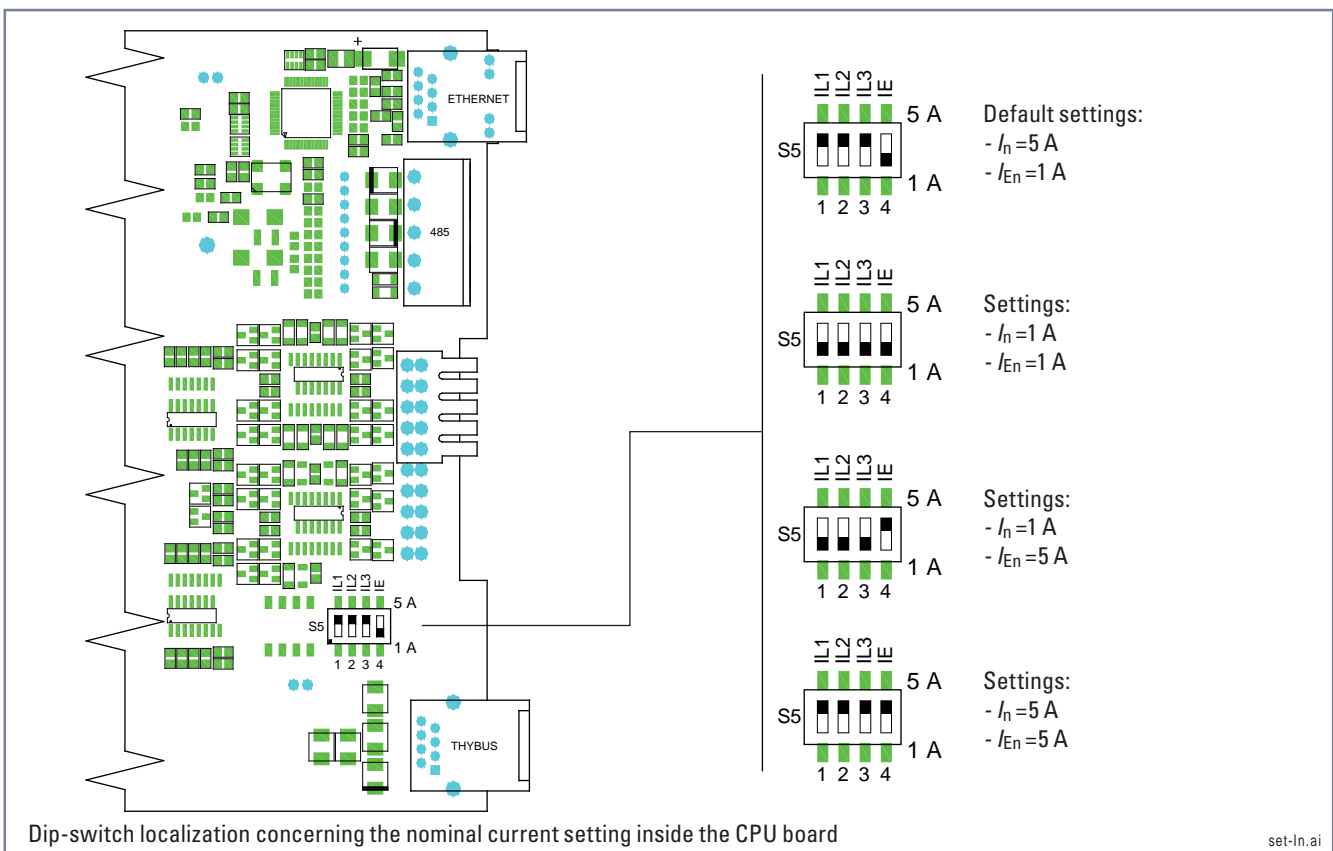 +
ETHERNET
485
IL1 IL2 IL3 IE
5 A
S5
1 A
1 2 3 4
THYBUS
IL1 IL2 IL3 IE
5 A
S5
1 A
1 2 3 4
Default settings:
- In =5 A
- IEn =1 A
IL1 IL2 IL3 IE
5 A
S5
1 A
1 2 3 4
Settings:
- In =1 A
- IEn =1 A
IL1 IL2 IL3 IE
5 A
S5
1 A
1 2 3 4
Settings:
- In =1 A
- IEn =5 A
IL1 IL2 IL3 IE
5 A
S5
1 A
1 2 3 4
Settings:
- In =5 A
- IEn =5 A
Dip-switch localization concerning the nominal current setting inside the CPU board
set-In.ai